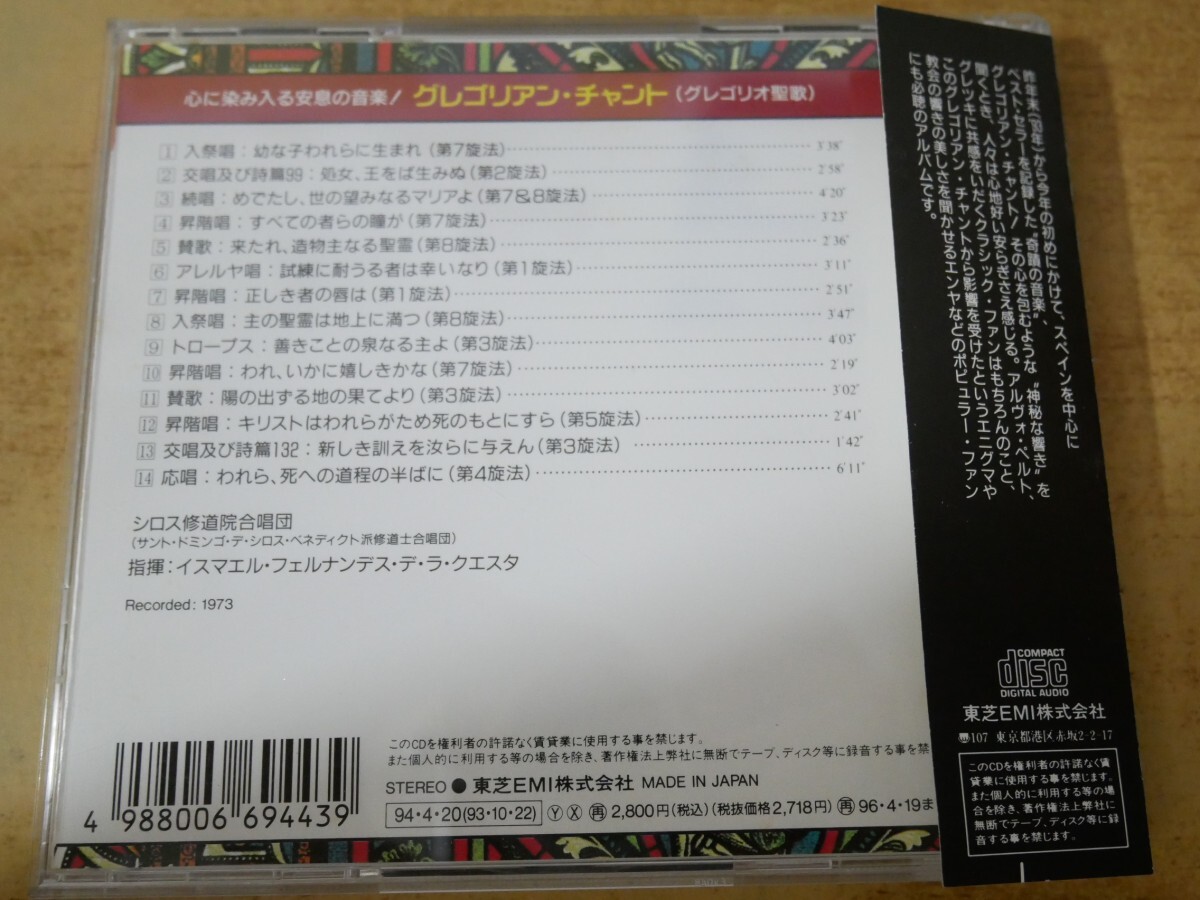 心に染み入る安息の音楽! グレゴリアン・チャント (グレゴリオ聖歌)
1 入祭唱：幼な子われらに生まれ (第7旋法) 3'38"
2 交唱及び詩篇99：処女、王をば生みぬ (第2旋法) 2'58"
3 続唱：めでたし、世の望みなるマリアよ (第7&8旋法) 4'20"
4 昇階唱：すべての者らの瞳が (第7旋法) 3'23"
5 賛歌：来たれ、造物主なる聖霊 (第8旋法) 2'36"
6 アレルヤ唱：試練に耐うる者は幸いなり (第1旋法) 3'11"
7 昇階唱：正しき者の唇は (第1旋法) 2'51"
8 入祭唱：主の聖霊は地上に満つ (第8旋法) 3'47"
9 トロープス：善きことの泉なる主よ (第3旋法) 4'03"
10 昇階唱：われ、いかに嬉しきかな (第7旋法) 2'19"
11 賛歌：陽の出ずる地の果てより (第3旋法) 3'02"
12 昇階唱：キリストはわれらがため死のもとにすら (第5旋法) 2'41"
13 交唱及び詩篇132：新しき訓えを汝らに与えん (第3旋法) 1'42"
14 応唱：われら、死への道程の半ばに (第4旋法) 6'11"
シロス修道院合唱団
(サント・ドミンゴ・デ・シロス・ベネディクト派修道士合唱団)
指揮：イスマエル・フェルナンデス・デ・ラ・クエスタ
Recorded: 1973
このCDを権利者の許諾なく賃貸業に使用する事を禁じます。
また個人的に利用する等の場合を除き、著作権法上弊社に無断でテープ、ディスク等に録音する事を禁
STEREO ● 東芝EMI株式会社 MADE IN JAPAN
94・4・20(93・10・22) Ⓨ Ⓧ 再 2,800円(税込) (税抜価格2,718円) 再 96・4・19ま
4 988006 694439
昨年末('93年)から今年の初めにかけて、スペインを中心に
ベスト・セラーを記録した"奇蹟の音楽"、
グレゴリアン・チャント! その心を包むような"神秘な響き"を
聞くとき、人々は心地好い安らぎさえ感じる。アルヴォ・ペルト、
グレツキに共感をいだくクラシック・ファンはもちろんのこと、
このグレゴリアン・チャントから影響を受けたというエニグマや
教会の響きの美しさを聞かせるエンヤなどのポピュラー・ファン
にも必聴のアルバムです。
COMPACT
disc
DIGITAL AUDIO
東芝EMI株式会社
〠107 東京都港区赤坂2-2-17
このCDを権利者の許諾なく賃
貸業に使用する事を禁じます。
また個人的に利用する等の場
合を除き、著作権法上弊社に
無断でテープ、ディスク等に録
音する事を禁じます。